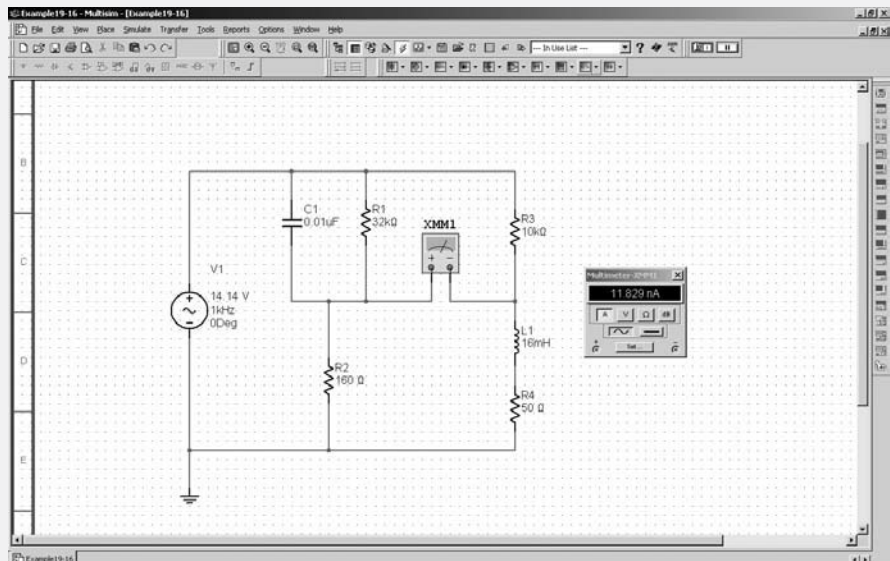 Example19-16 - Multisim - [Example19-16]
File Edit View Place Simulate Transfer Tools Reports Options Window Help
--- In Use List ---
B
C
D
E
C1
0.01uF
R1
32kΩ
XMM1
+ -
R3
10kΩ
V1
14.14 V
1kHz
0Deg
R2
160 Ω
L1
16mH
R4
50 Ω
Multimeter-XMM1
11.829 nA
A V Ω dB
+ Set... -
Example19-16